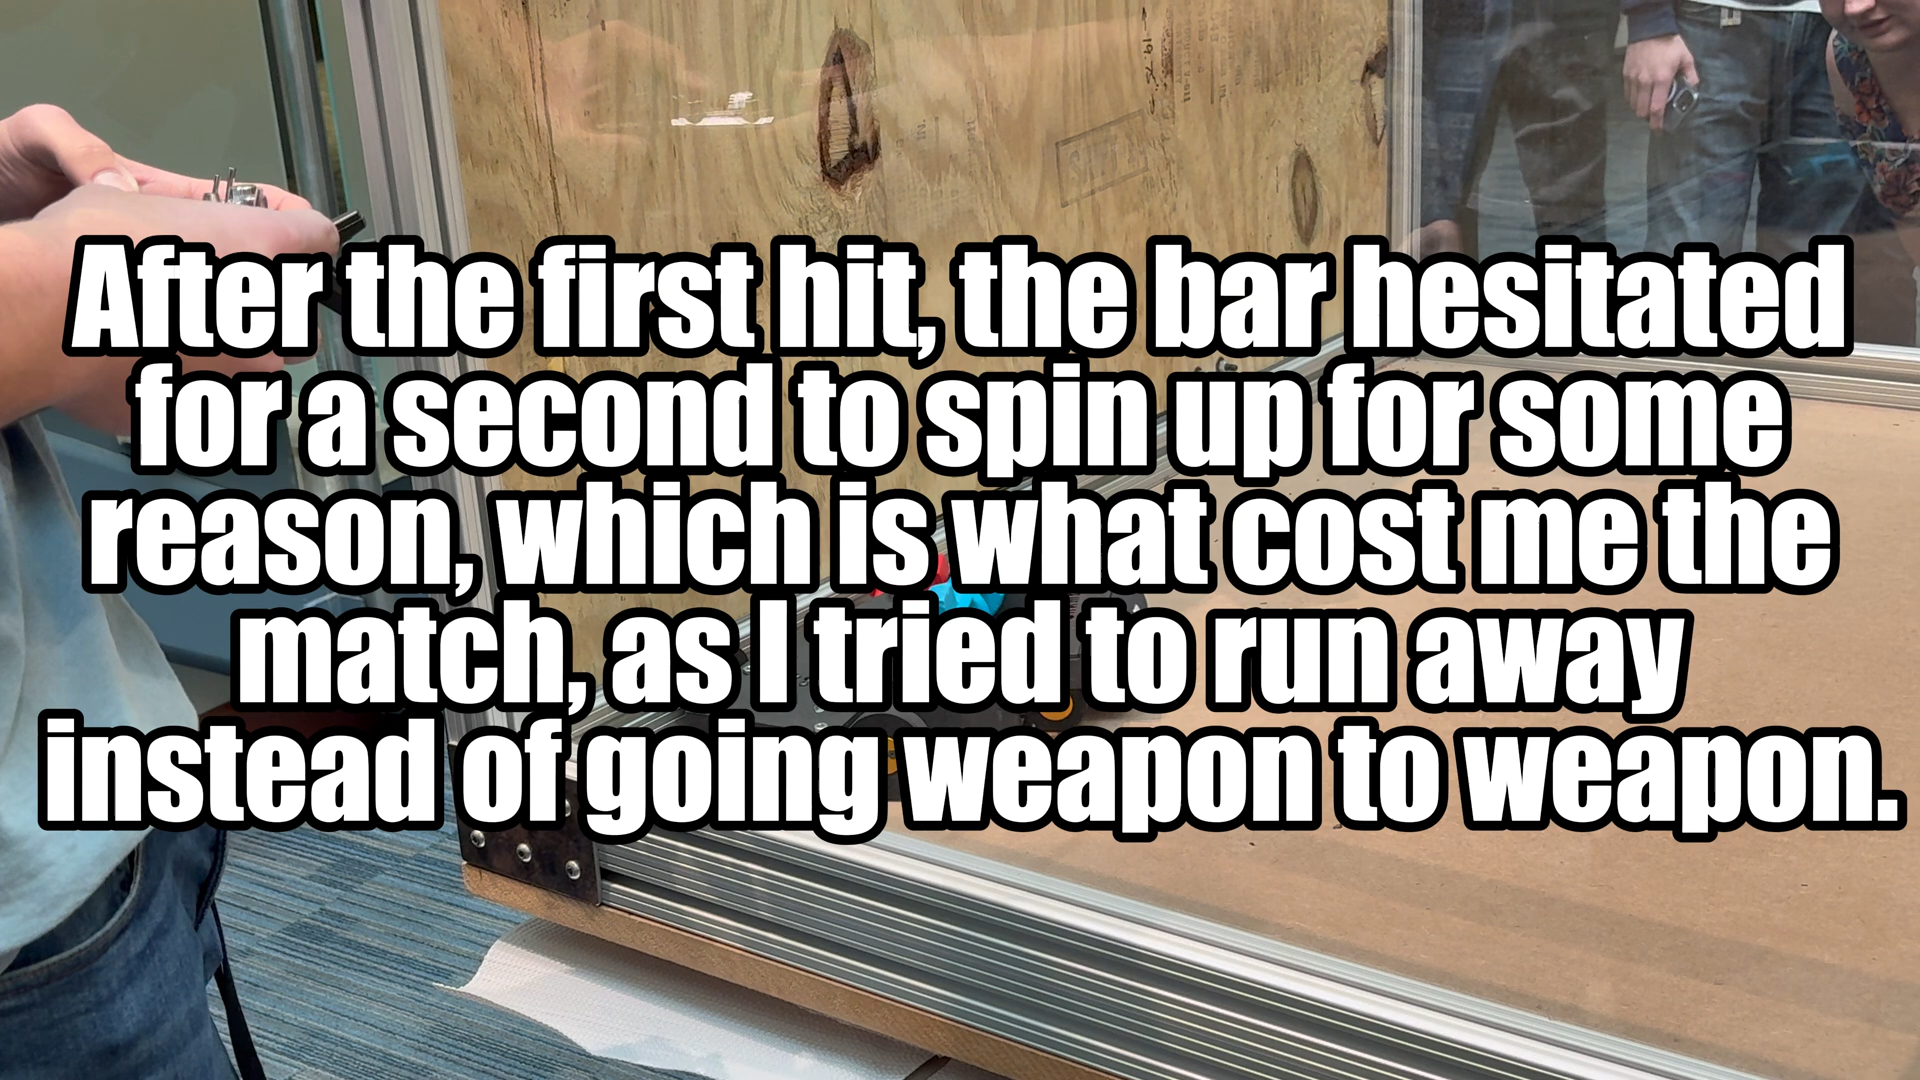 After the first hit, the bar hesitated
for a second to spin up for some
reason, which is what cost me the
match, as I tried to run away
instead of going weapon to weapon.